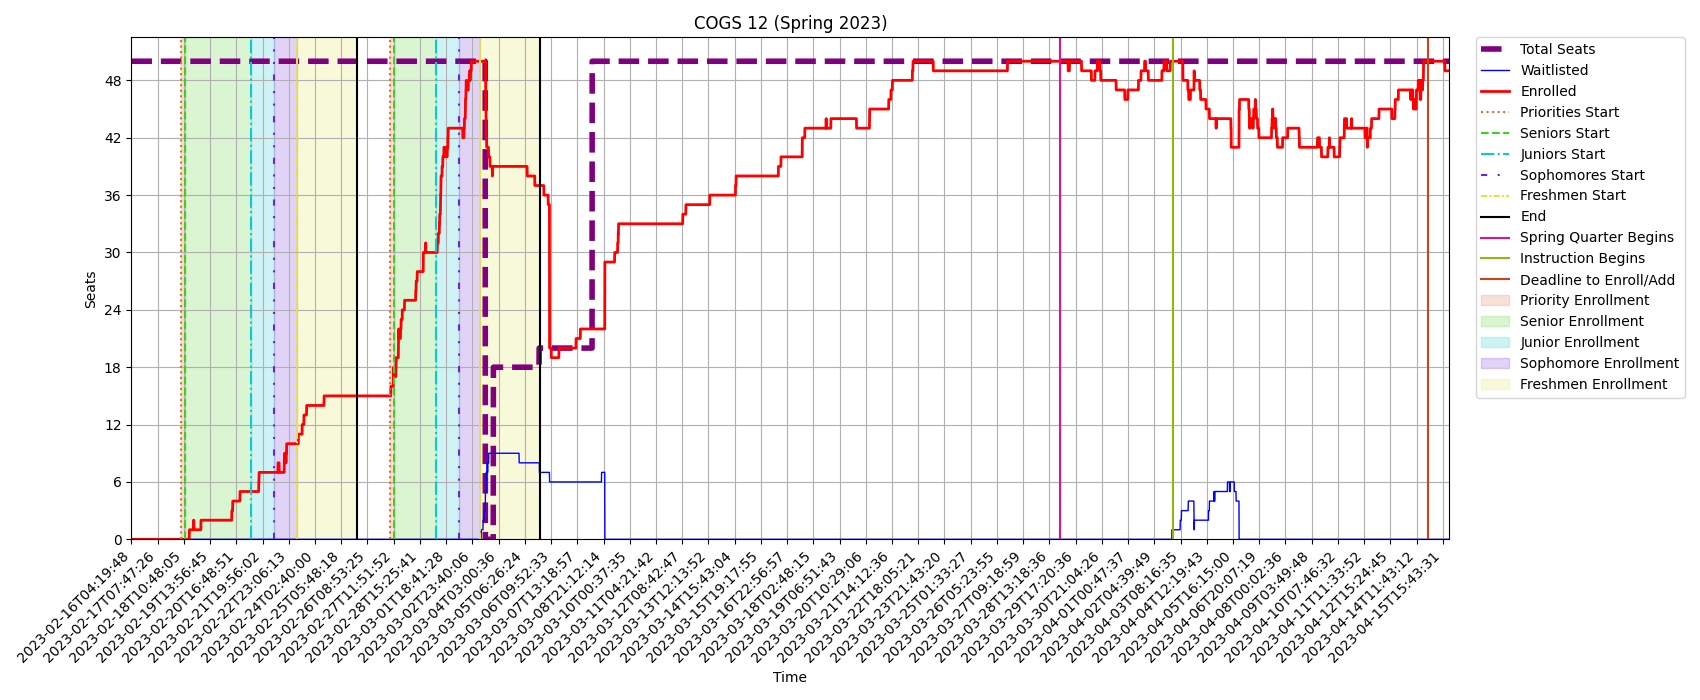 COGS 12 (Spring 2023)
Seats
48
42
36
30
24
18
12
6
0
2023-02-16T04:19:48
2023-02-17T07:47:26
2023-02-18T10:48:05
2023-02-19T13:56:45
2023-02-20T16:48:51
2023-02-21T19:56:02
2023-02-22T23:06:13
2023-02-24T02:40:00
2023-02-25T05:48:18
2023-02-26T08:53:25
2023-02-27T11:51:52
2023-02-28T15:25:41
2023-03-01T18:41:28
2023-03-02T23:40:06
2023-03-04T03:00:36
2023-03-05T06:26:24
2023-03-06T09:52:33
2023-03-07T13:18:57
2023-03-08T21:12:14
2023-03-10T00:37:35
2023-03-11T04:21:42
2023-03-12T08:42:47
2023-03-13T12:13:52
2023-03-14T15:43:04
2023-03-15T19:17:55
2023-03-16T22:56:57
2023-03-18T02:48:15
2023-03-19T06:51:43
2023-03-20T10:29:06
2023-03-21T14:12:36
2023-03-22T18:05:21
2023-03-23T21:43:20
2023-03-25T01:33:27
2023-03-26T05:23:55
2023-03-27T09:18:59
2023-03-28T13:18:36
2023-03-29T17:20:36
2023-03-30T21:04:26
2023-04-01T00:47:37
2023-04-02T04:39:49
2023-04-03T08:16:35
2023-04-04T12:19:43
2023-04-05T16:15:00
2023-04-06T20:07:19
2023-04-08T00:02:36
2023-04-09T03:49:48
2023-04-10T07:46:32
2023-04-11T11:33:52
2023-04-12T15:24:45
2023-04-14T11:43:12
2023-04-15T15:43:31
Time
Total Seats
Waitlisted
Enrolled
Priorities Start
Seniors Start
Juniors Start
Sophomores Start
Freshmen Start
End
Spring Quarter Begins
Instruction Begins
Deadline to Enroll/Add
Priority Enrollment
Senior Enrollment
Junior Enrollment
Sophomore Enrollment
Freshmen Enrollment